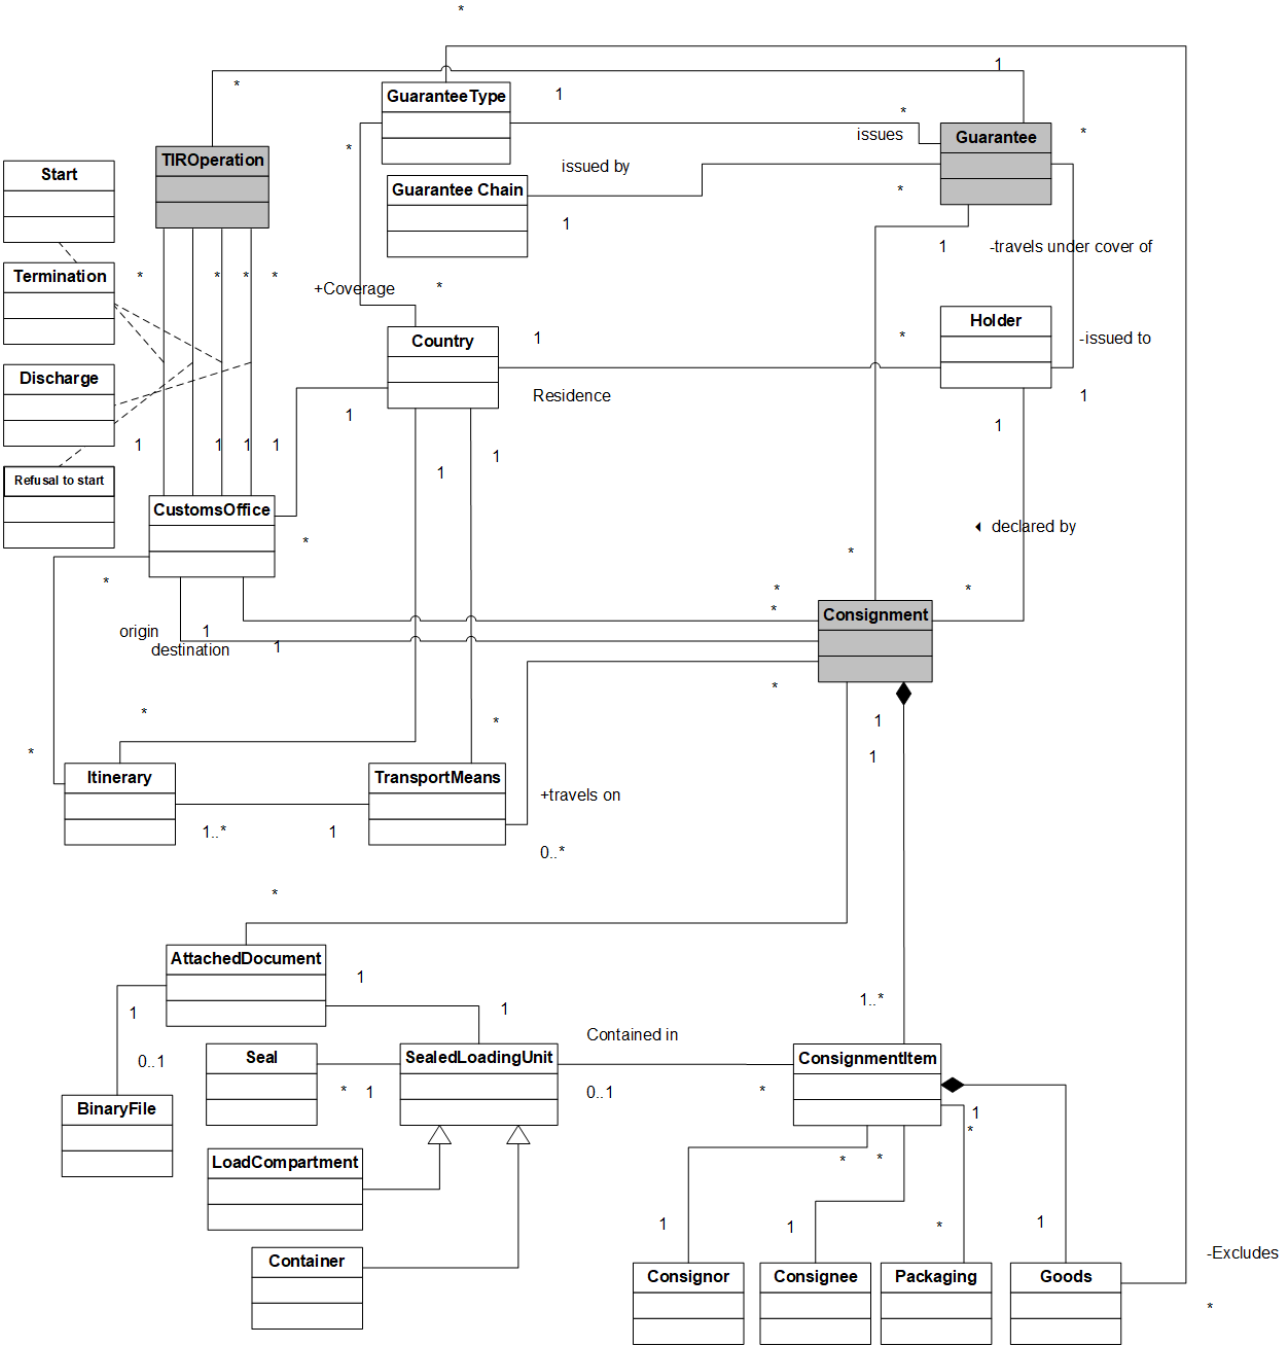 *
1
*
GuaranteeType
1
*
Guarantee
*
issues
*
TIROperation
Start
issued by
Guarantee Chain
*
1
1
-travels under cover of
Termination
*
*
*
*
+Coverage
*
Holder
Country
1
*
-issued to
Discharge
Residence
1
1
1
1
1
1
1
1
1
Refusal to start
CustomsOffice
declared by
*
*
*
*
*
Consignment
*
origin
1
destination
1
*
*
*
1
*
1
Itinerary
TransportMeans
+travels on
1..*
1
0..*
*
AttachedDocument
1
1..*
1
1
Contained in
0..1
Seal
SealedLoadingUnit
ConsignmentItem
*
1
0..1
*
BinaryFile
1
*
LoadCompartment
*
*
1
1
*
1
-Excludes
Container
Consignor
Consignee
Packaging
Goods
*